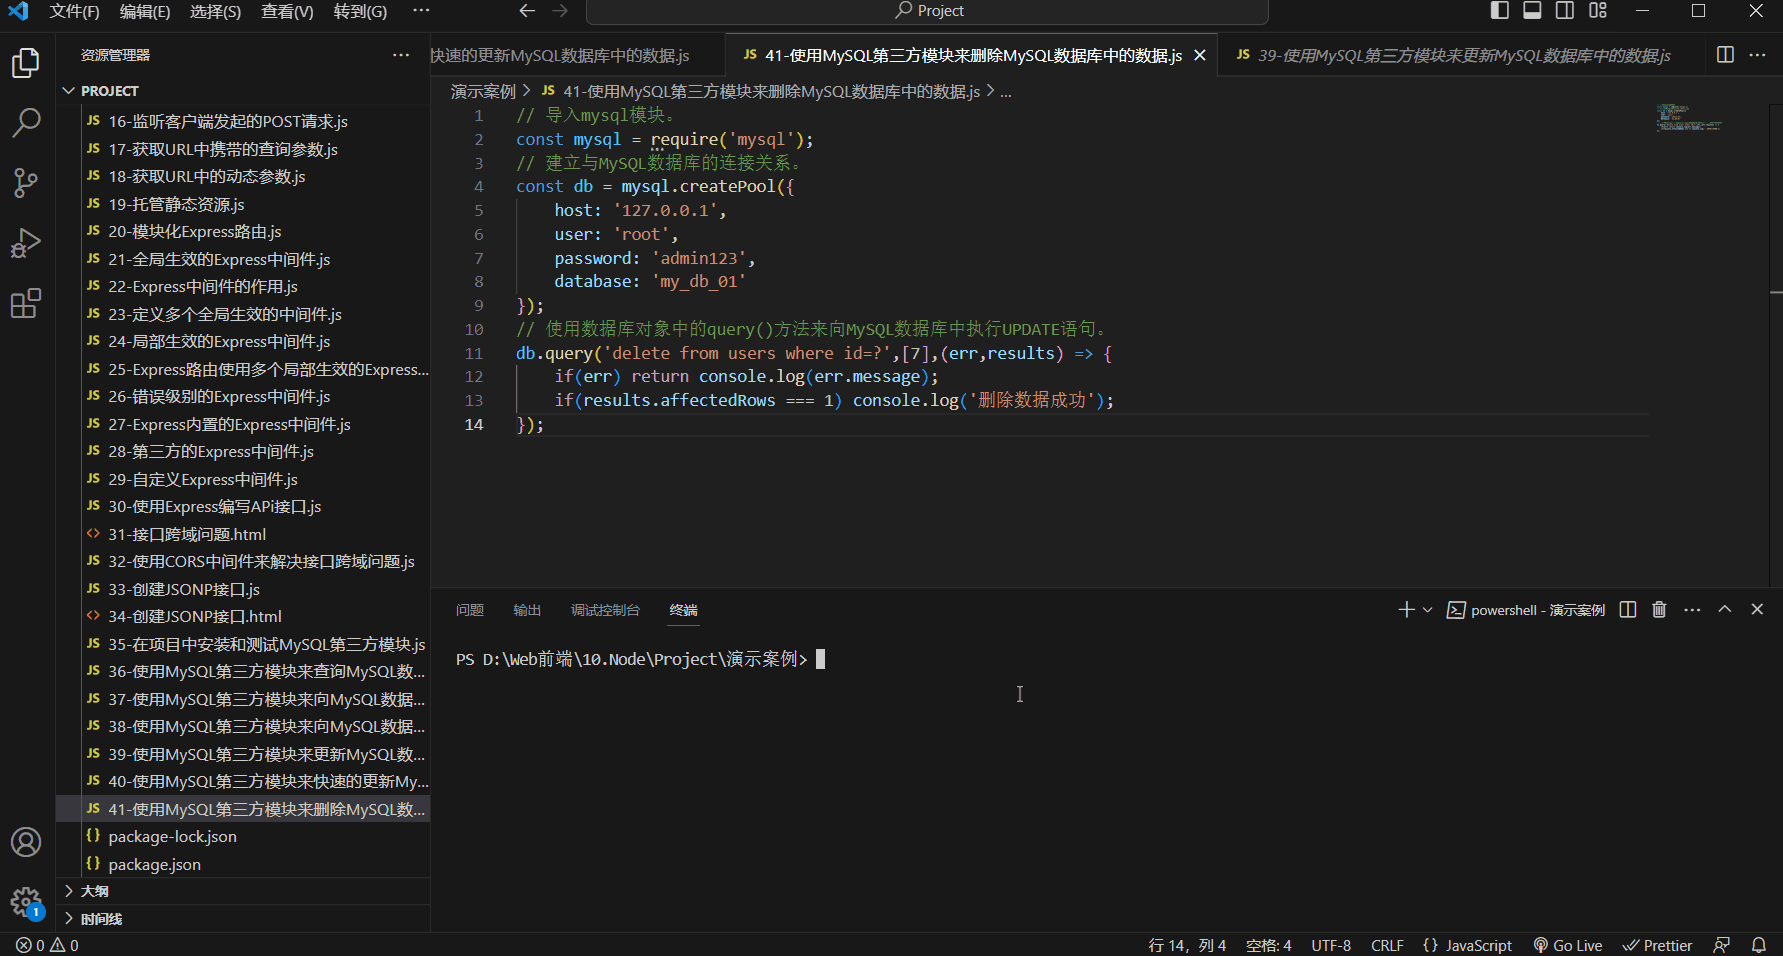 文件(F) 编辑(E) 选择(S) 查看(V) 转到(G) ··· Project
资源管理器 ···
快速的更新MySQL数据库中的数据.js JS 41-使用MySQL第三方模块来删除MySQL数据库中的数据.js JS 39-使用MySQL第三方模块来更新MySQL数据库中的数据.js ···
PROJECT
JS 16-监听客户端发起的POST请求.js
JS 17-获取URL中携带的查询参数.js
JS 18-获取URL中的动态参数.js
JS 19-托管静态资源.js
JS 20-模块化Express路由.js
JS 21-全局生效的Express中间件.js
JS 22-Express中间件的作用.js
JS 23-定义多个全局生效的中间件.js
JS 24-局部生效的Express中间件.js
JS 25-Express路由使用多个局部生效的Express...
JS 26-错误级别的Express中间件.js
JS 27-Express内置的Express中间件.js
JS 28-第三方的Express中间件.js
JS 29-自定义Express中间件.js
JS 30-使用Express编写APi接口.js
<> 31-接口跨域问题.html
JS 32-使用CORS中间件来解决接口跨域问题.js
JS 33-创建JSONP接口.js
<> 34-创建JSONP接口.html
JS 35-在项目中安装和测试MySQL第三方模块.js
JS 36-使用MySQL第三方模块来查询MySQL数...
JS 37-使用MySQL第三方模块来向MySQL数据...
JS 38-使用MySQL第三方模块来向MySQL数据...
JS 39-使用MySQL第三方模块来更新MySQL数...
JS 40-使用MySQL第三方模块来快速的更新My...
JS 41-使用MySQL第三方模块来删除MySQL数...
{} package-lock.json
{} package.json
大纲
时间线
演示案例 > JS 41-使用MySQL第三方模块来删除MySQL数据库中的数据.js > ...
1 // 导入mysql模块。
2 const mysql = require('mysql');
3 // 建立与MySQL数据库的连接关系。
4 const db = mysql.createPool({
5 host: '127.0.0.1',
6 user: 'root',
7 password: 'admin123',
8 database: 'my_db_01'
9 });
10 // 使用数据库对象中的query()方法来向MySQL数据库中执行UPDATE语句。
11 db.query('delete from users where id=?',[7],(err,results) => {
12 if(err) return console.log(err.message);
13 if(results.affectedRows === 1) console.log('删除数据成功');
14 });
问题 输出 调试控制台 终端 powershell - 演示案例 ···
PS D:\Web前端\10.Node\Project\演示案例>
1
0 0 行 14，列 4 空格: 4 UTF-8 CRLF {} JavaScript Go Live Prettier